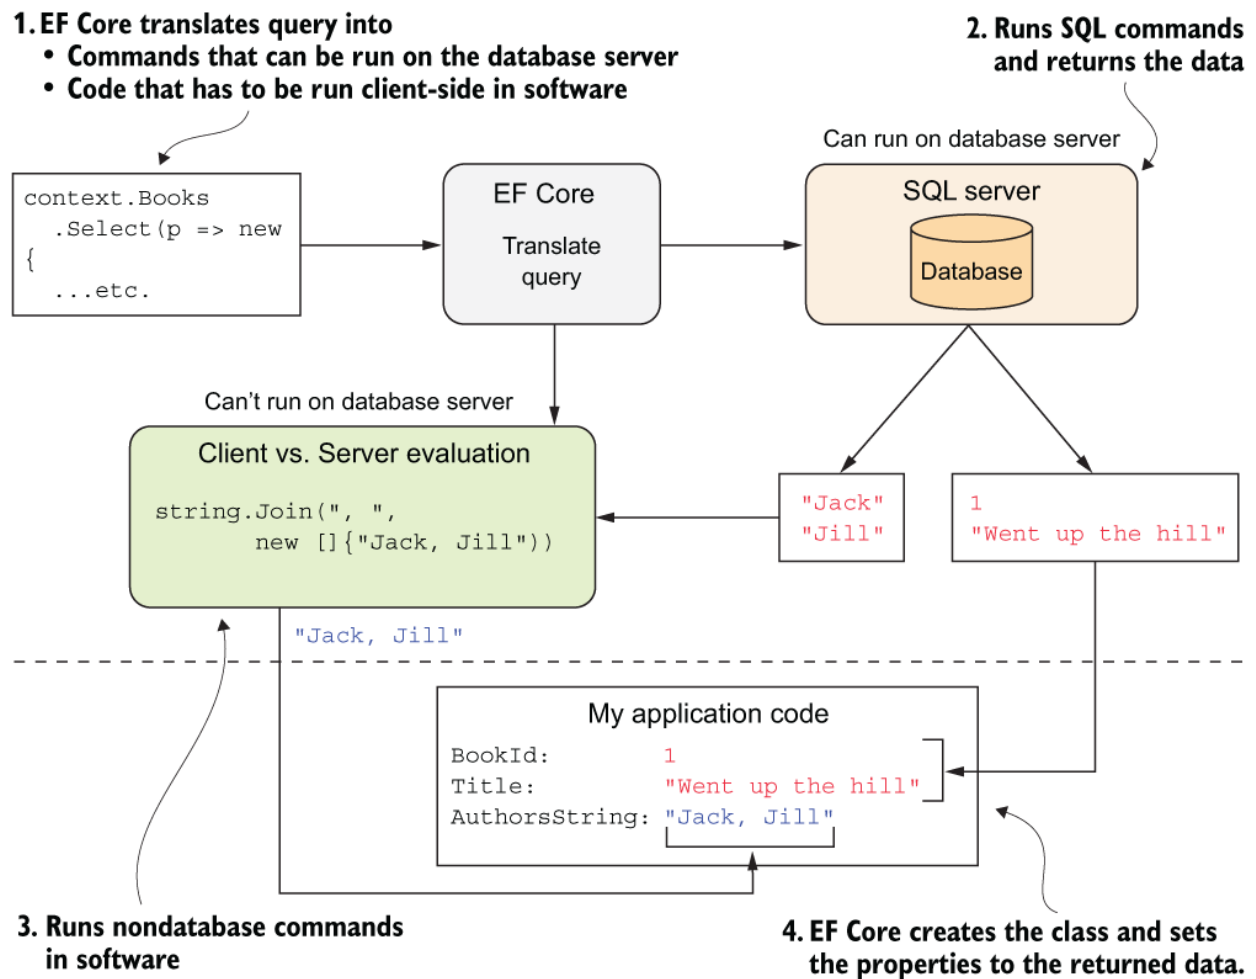 1. EF Core translates query into
• Commands that can be run on the database server
• Code that has to be run client-side in software
2. Runs SQL commands
and returns the data
Can run on database server
context.Books
.Select(p => new
{
...etc.
EF Core
Translate
query
SQL server
Database
Can't run on database server
Client vs. Server evaluation
string.Join(", ",
new []{"Jack, Jill"))
"Jack"
"Jill"
1
"Went up the hill"
"Jack, Jill"
My application code
BookId: 1
Title: "Went up the hill"
AuthorsString: "Jack, Jill"
3. Runs nondatabase commands
in software
4. EF Core creates the class and sets
the properties to the returned data.